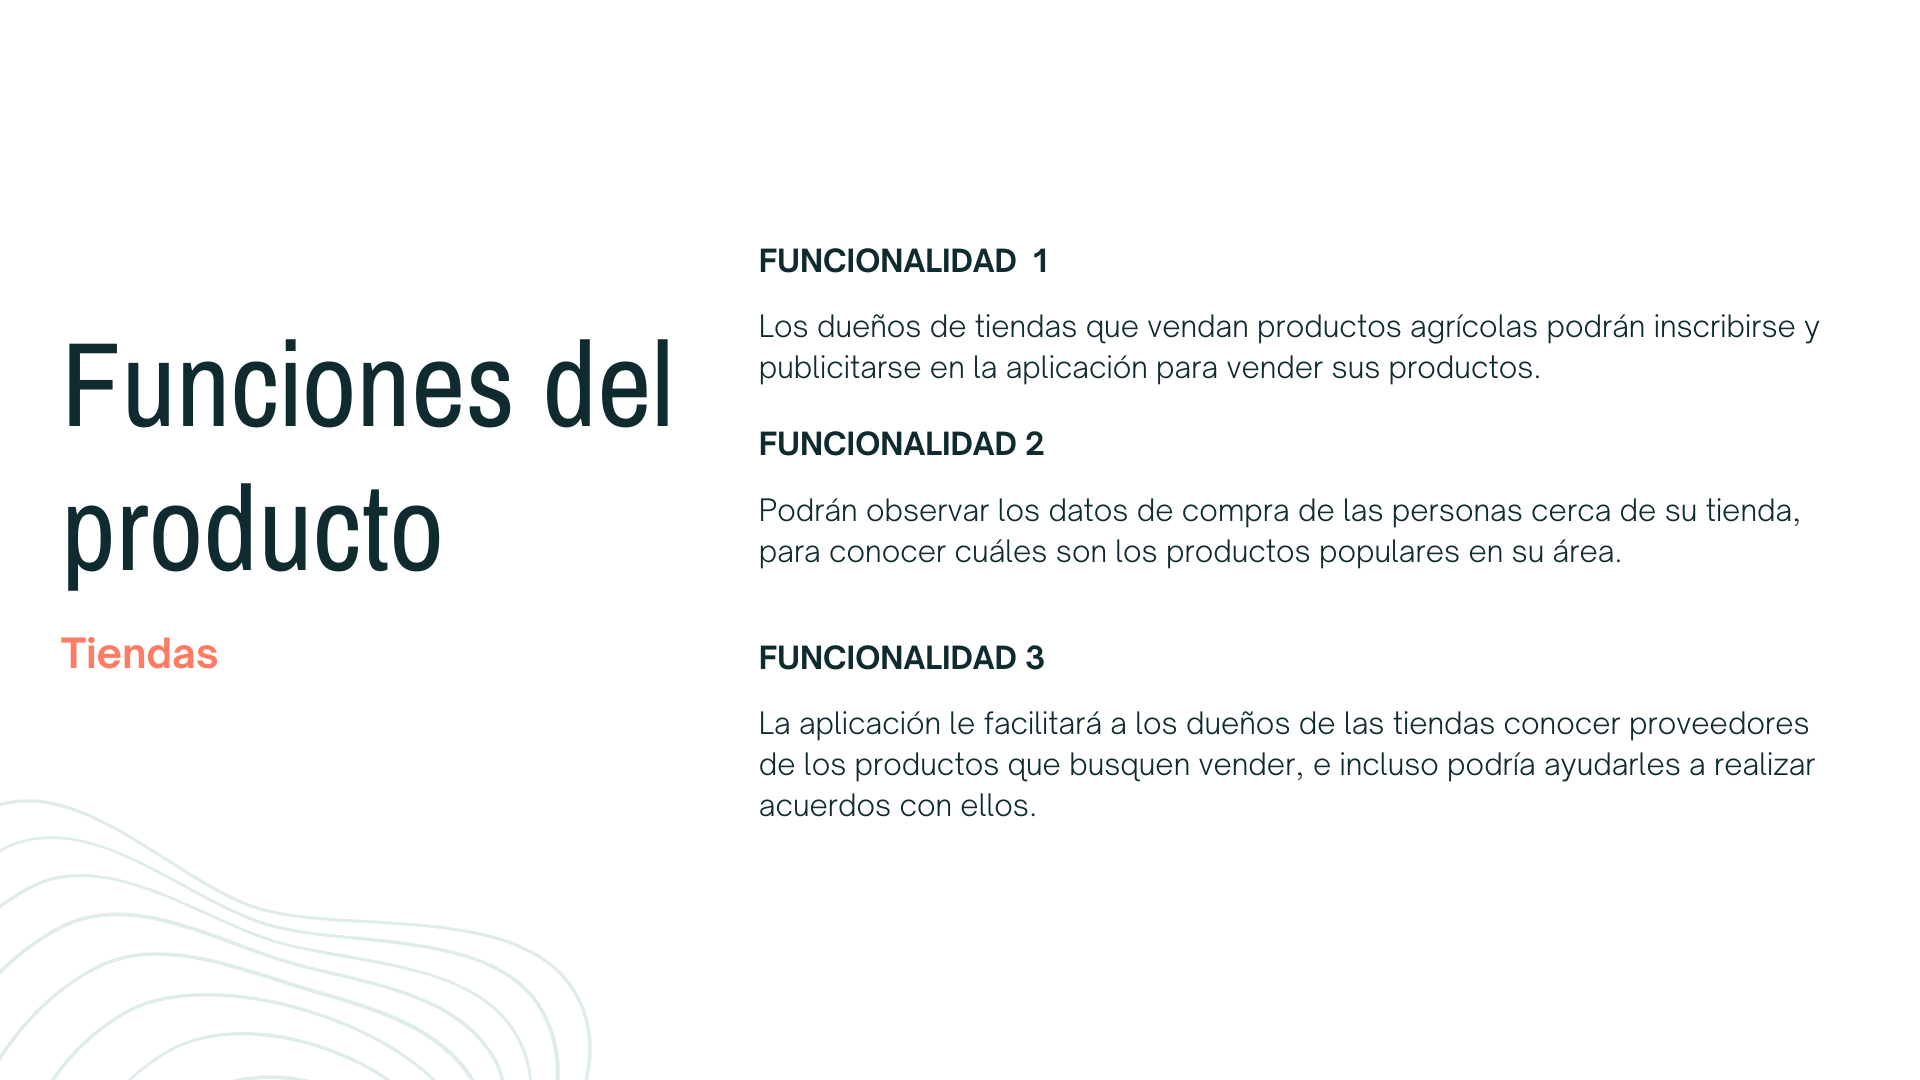 Funciones del
producto
Tiendas
FUNCIONALIDAD 1
Los dueños de tiendas que vendan productos agrícolas podrán inscribirse y
publicitarse en la aplicación para vender sus productos.
FUNCIONALIDAD 2
Podrán observar los datos de compra de las personas cerca de su tienda,
para conocer cuáles son los productos populares en su área.
FUNCIONALIDAD 3
La aplicación le facilitará a los dueños de las tiendas conocer proveedores
de los productos que busquen vender, e incluso podría ayudarles a realizar
acuerdos con ellos.